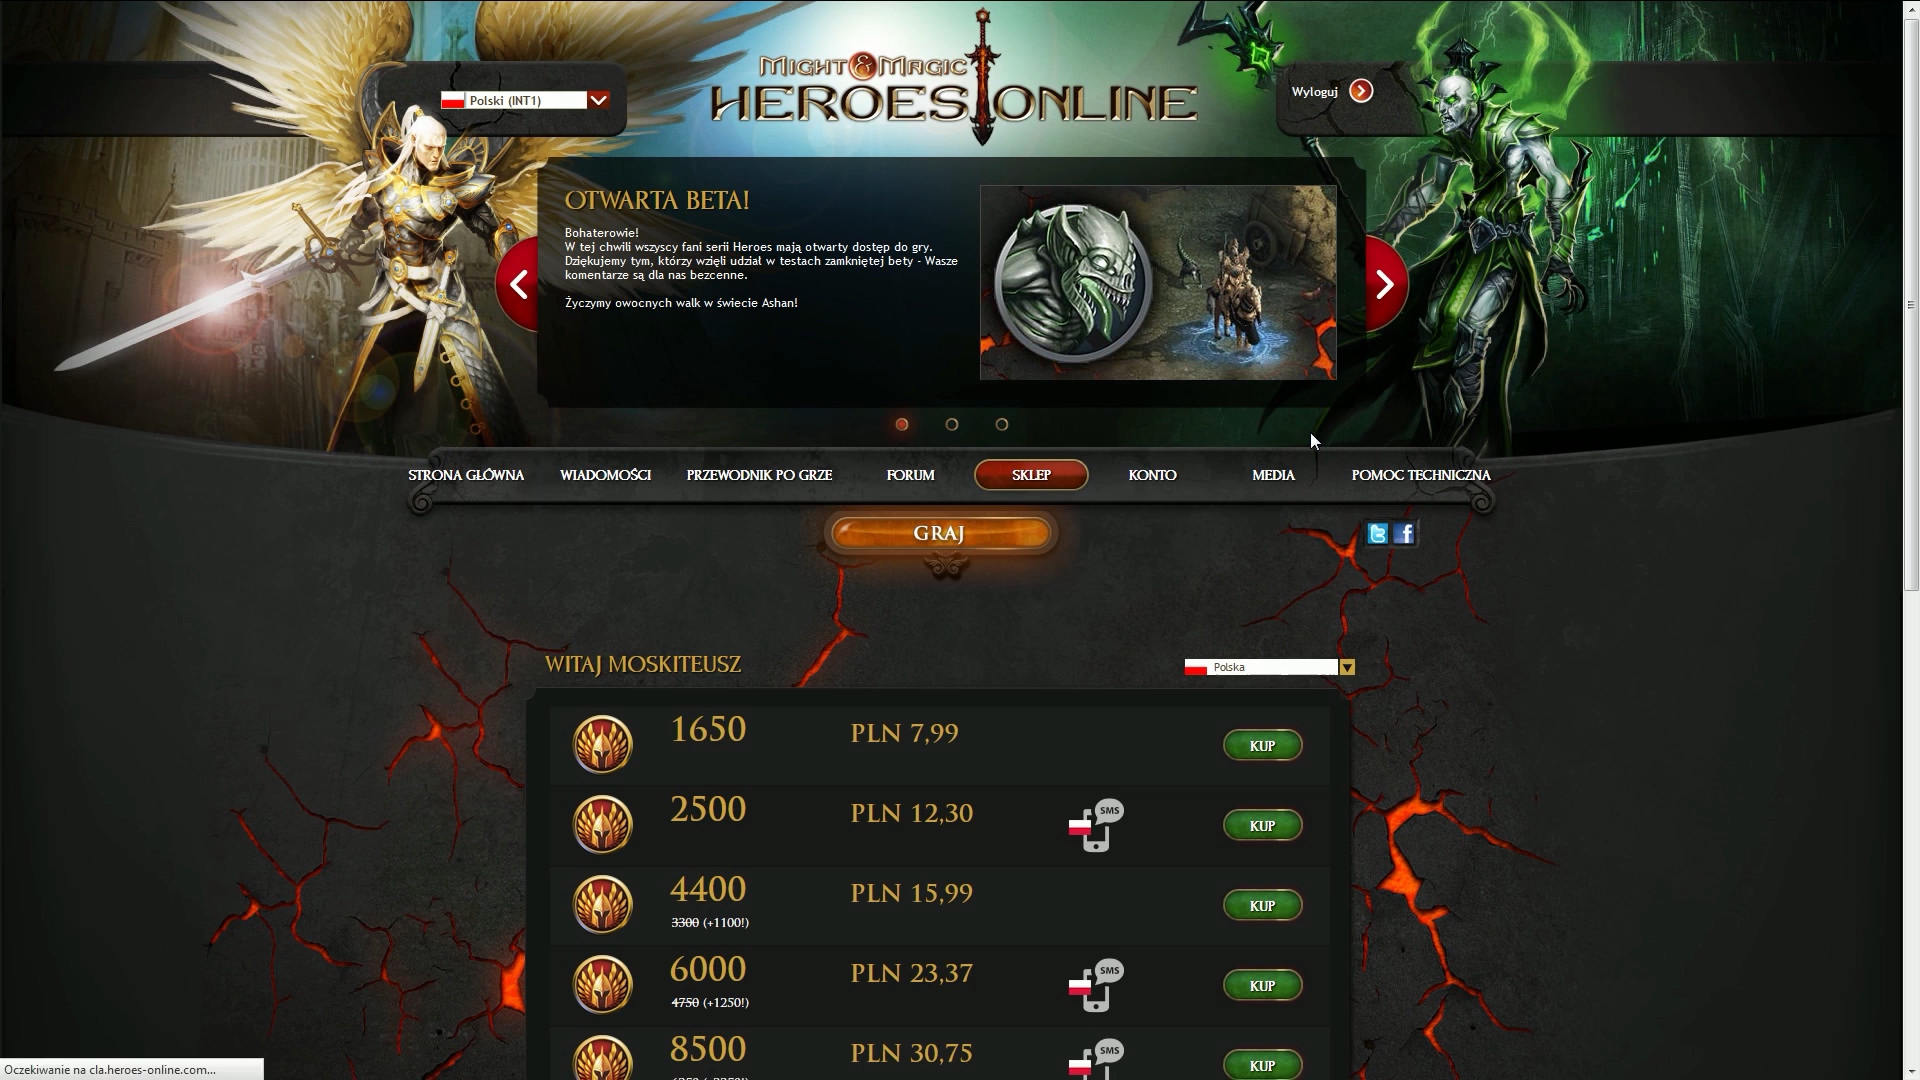 MIGHT & MAGIC
HEROES ONLINE
Polski (INT1)
Wyloguj
OTWARTA BETA!
Bohaterowie!
W tej chwili wszyscy fani serii Heroes mają otwarty dostęp do gry.
Dziękujemy tym, którzy wzięli udział w testach zamkniętej bety - Wasze
komentarze są dla nas bezcenne.
Życzymy owocnych walk w świecie Ashan!
STRONA GŁÓWNA WIADOMOŚCI PRZEWODNIK PO GRZE FORUM SKLEP KONTO MEDIA POMOC TECHNICZNA
GRAJ
WITAJ MOSKITEUSZ
Polska
1650 PLN 7,99 KUP
2500 PLN 12,30 SMS KUP
4400 PLN 15,99 KUP
3300 (+1100!)
6000 PLN 23,37 SMS KUP
4750 (+1250!)
8500 PLN 30,75 SMS KUP
Oczekiwanie na cla.heroes-online.com...